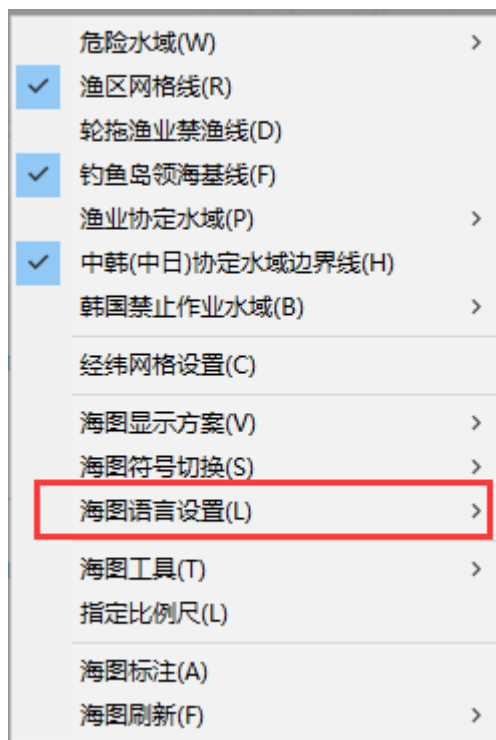 危险水域(W)
渔区网格线(R)
轮拖渔业禁渔线(D)
钓鱼岛领海基线(F)
渔业协定水域(P)
中韩(中日)协定水域边界线(H)
韩国禁止作业水域(B)
经纬网格设置(C)
海图显示方案(V)
海图符号切换(S)
海图语言设置(L)
海图工具(T)
指定比例尺(L)
海图标注(A)
海图刷新(F)